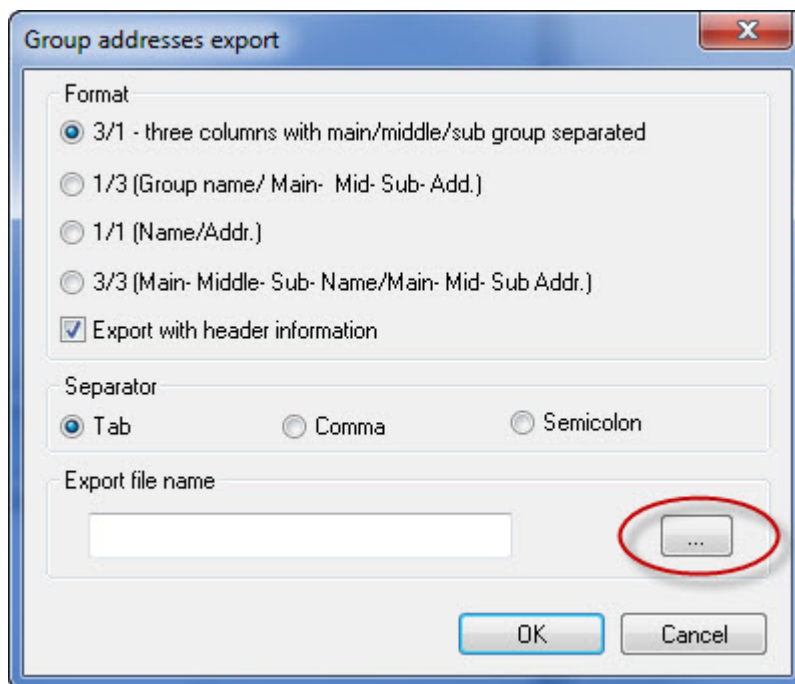 Group addresses export
Format
3/1 - three columns with main/middle/sub group separated
1/3 (Group name/ Main-  Mid- Sub- Add.)
1/1 (Name/Addr.)
3/3 (Main- Middle- Sub- Name/Main- Mid- Sub Addr.)
Export with header information
Separator
Tab Comma Semicolon
Export file name
...
OK Cancel